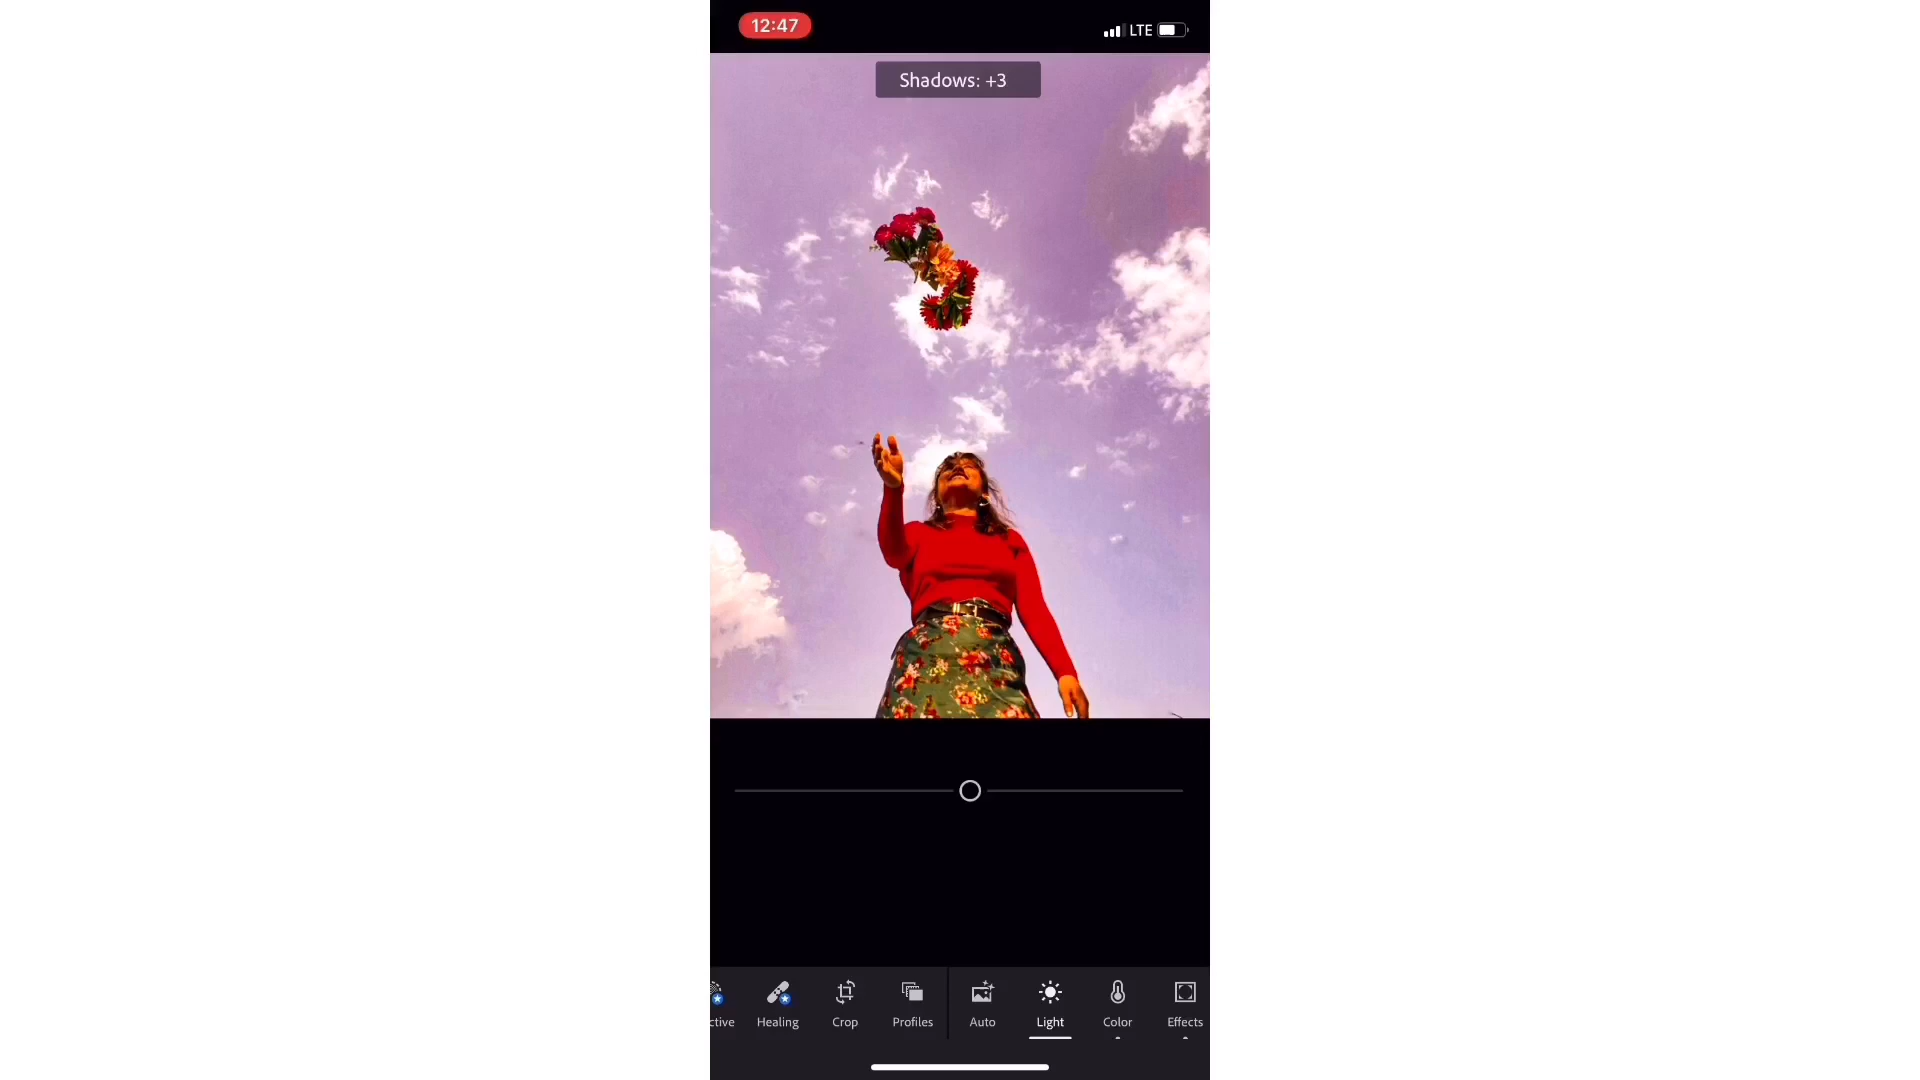 12:47
LTE
Shadows: +3
ctive
Healing
Crop
Profiles
Auto
Light
Color
Effects